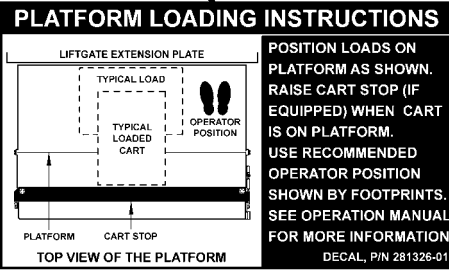 PLATFORM LOADING INSTRUCTIONS
LIFTGATE EXTENSION PLATE
TYPICAL LOAD
TYPICAL
LOADED
CART
OPERATOR
POSITION
PLATFORM
CART STOP
TOP VIEW OF THE PLATFORM
POSITION LOADS ON
PLATFORM AS SHOWN.
RAISE CART STOP (IF
EQUIPPED) WHEN CART
IS ON PLATFORM.
USE RECOMMENDED
OPERATOR POSITION
SHOWN BY FOOTPRINTS.
SEE OPERATION MANUAL
FOR MORE INFORMATION
DECAL, P/N 281326-01